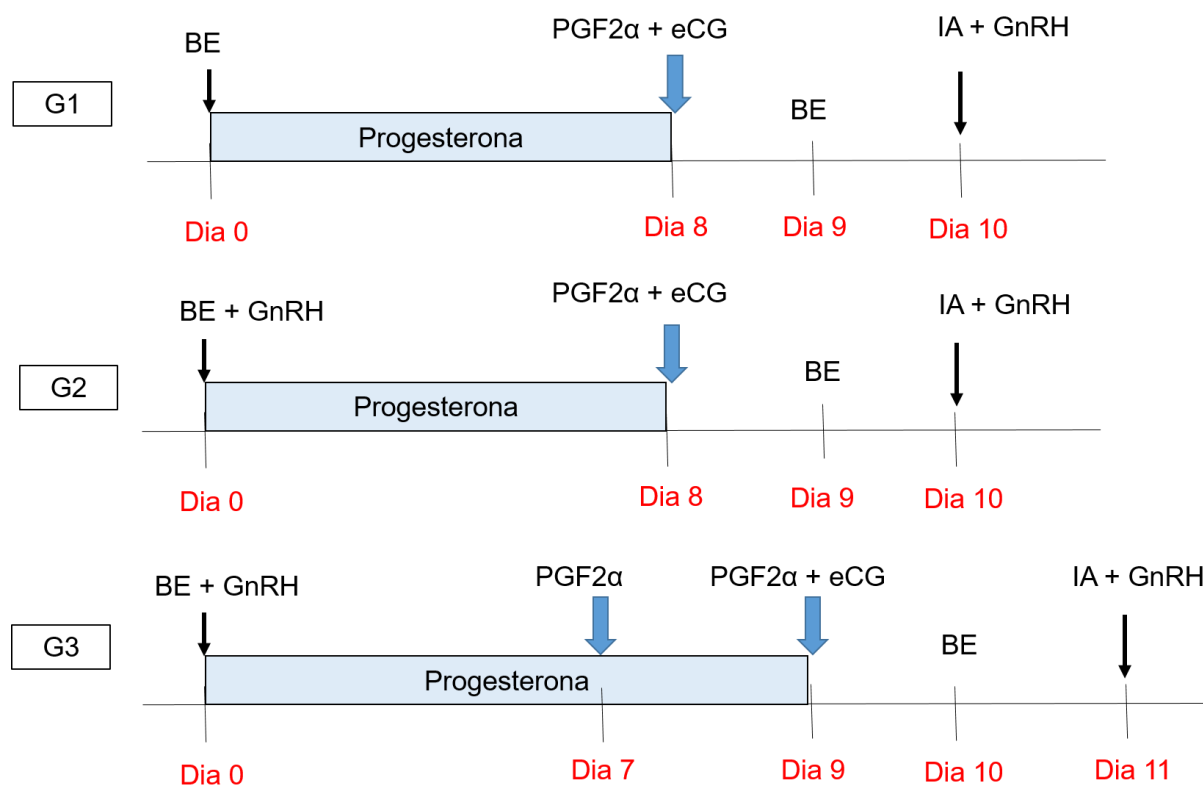 BE
PGF2α + eCG
IA + GnRH
G1
BE
Progesterona
Dia 0
Dia 8
Dia 9
Dia 10
BE + GnRH
PGF2α + eCG
IA + GnRH
G2
BE
Progesterona
Dia 0
Dia 8
Dia 9
Dia 10
BE + GnRH
PGF2α
PGF2α + eCG
IA + GnRH
G3
BE
Progesterona
Dia 0
Dia 7
Dia 9
Dia 10
Dia 11